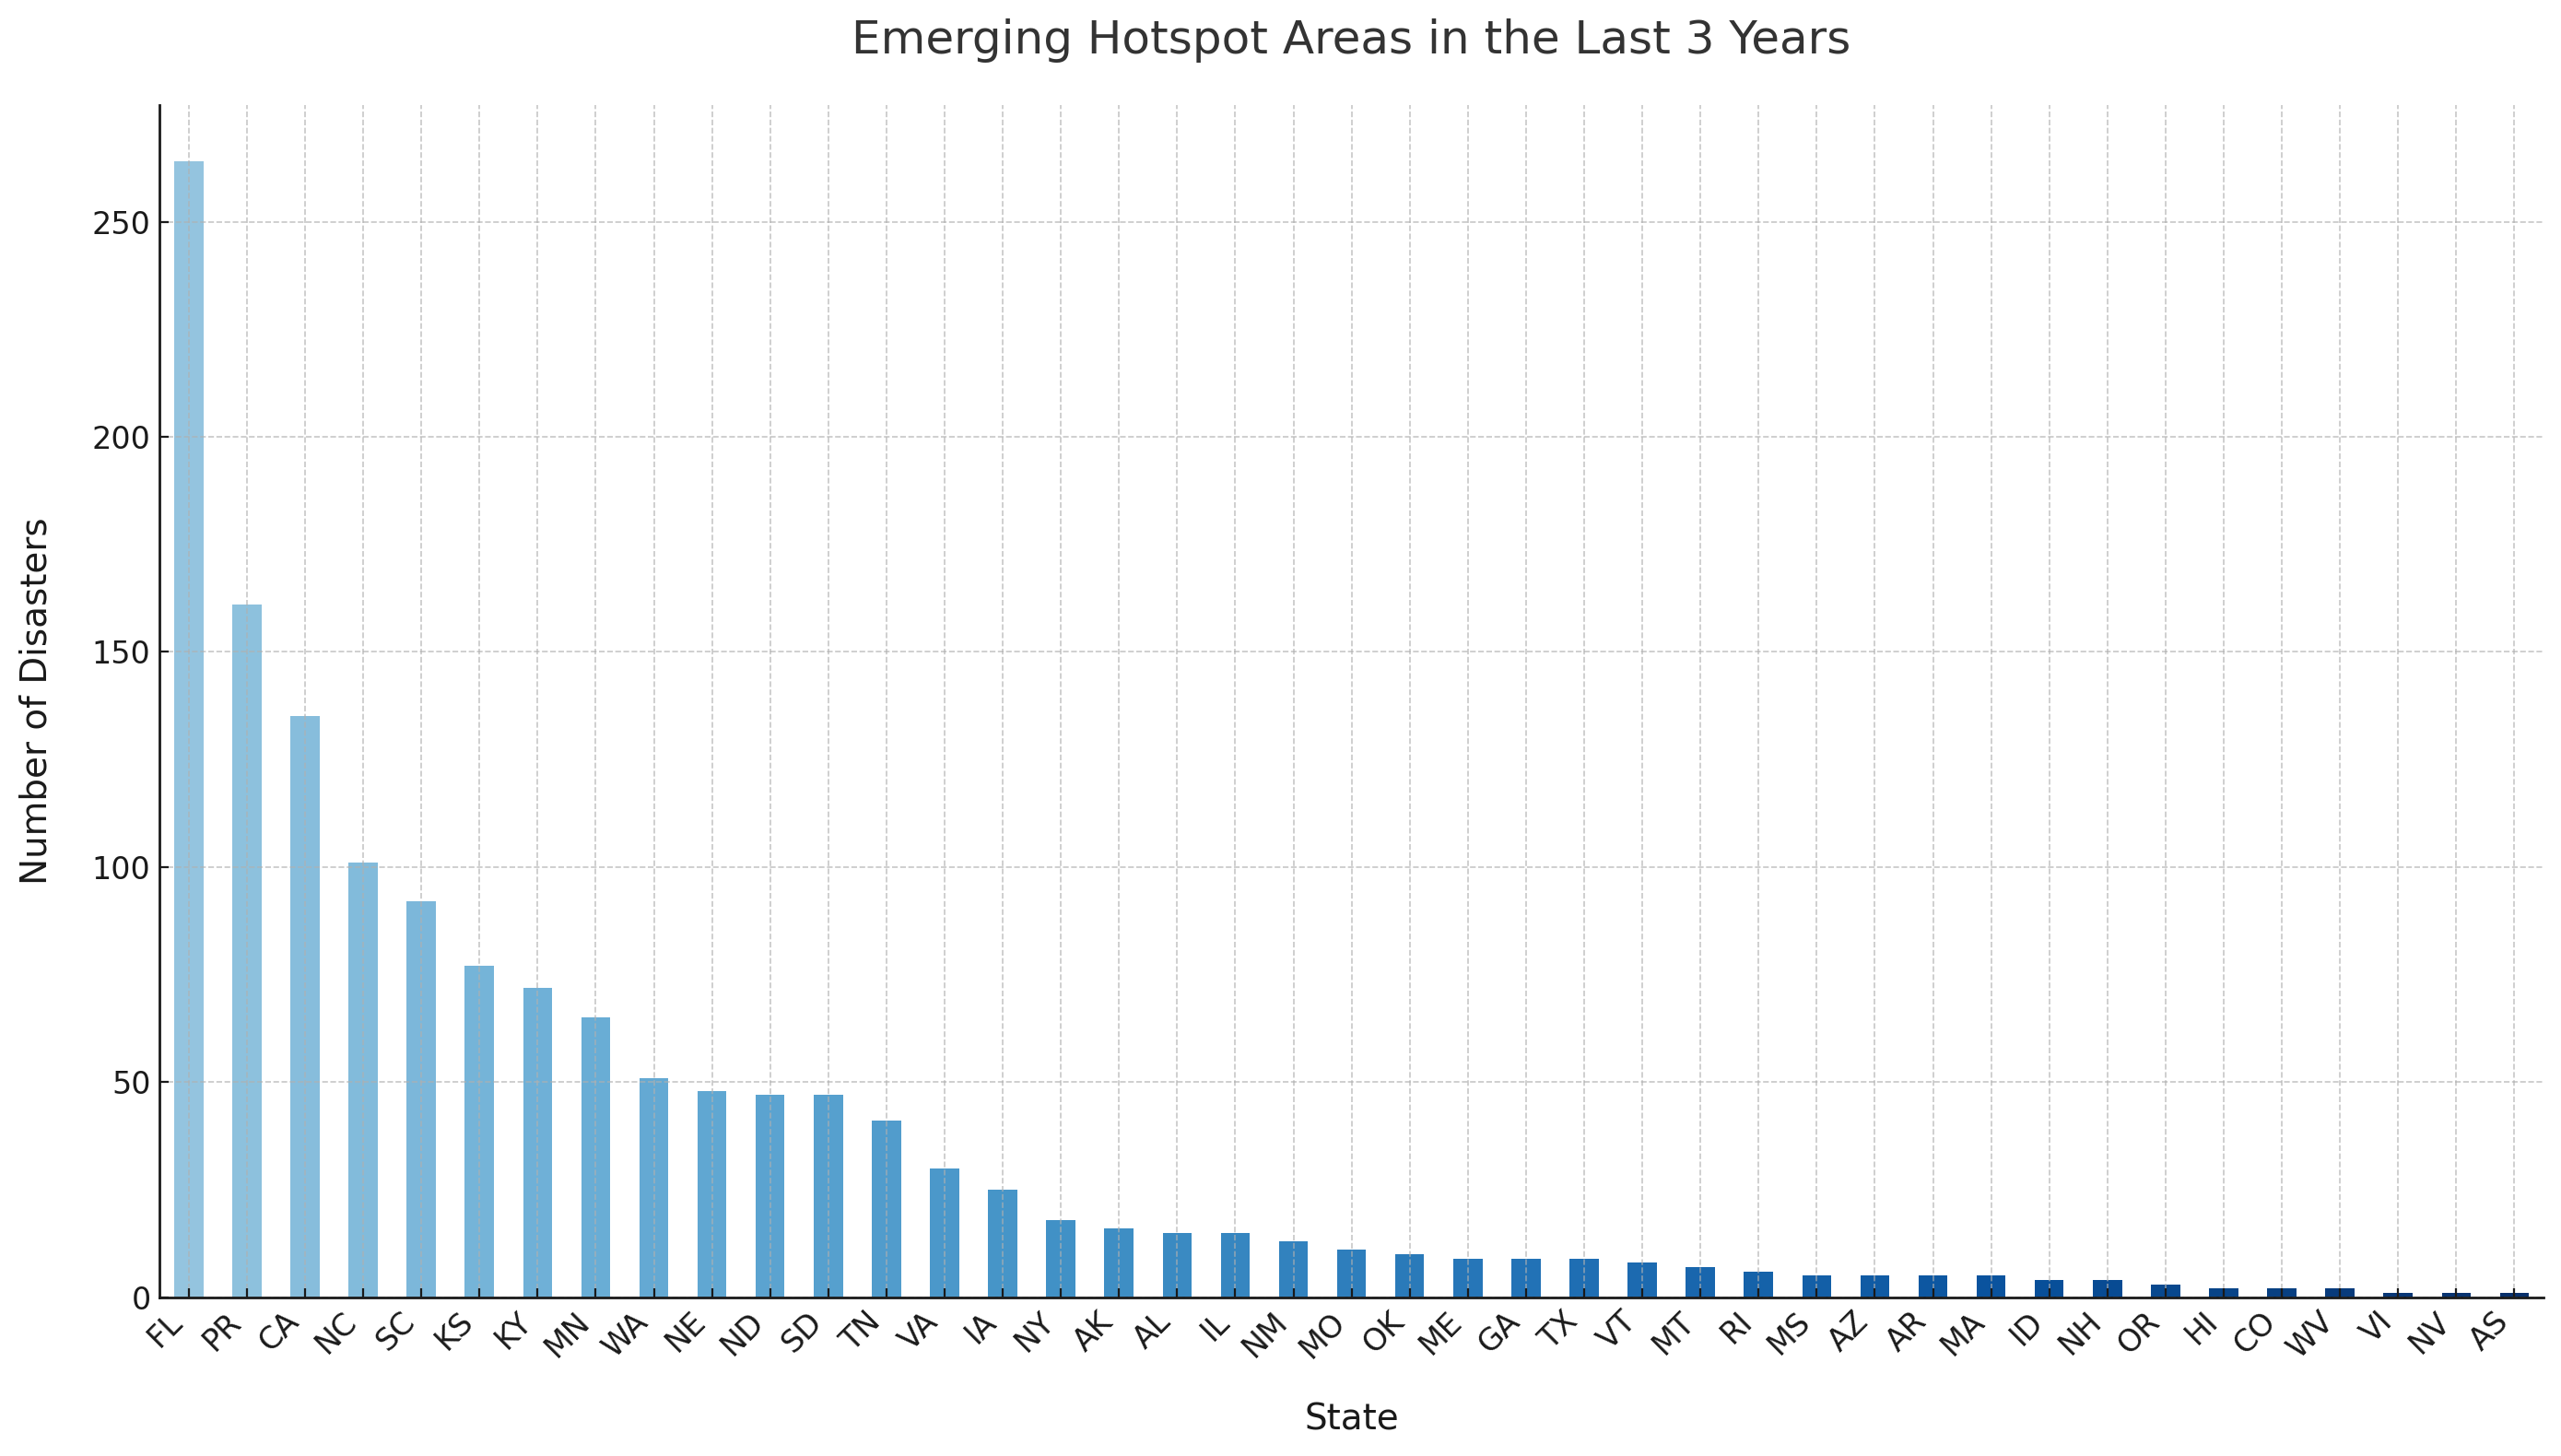 Emerging Hotspot Areas in the Last 3 Years
Number of Disasters
250
200
150
100
50
0
FL PR CA NC SC KS KY MN WA NE ND SD TN VA IA NY AK AL IL NM MO OK ME GA TX VT MT RI MS AZ AR MA ID NH OR HI CO WV VI NV AS
State